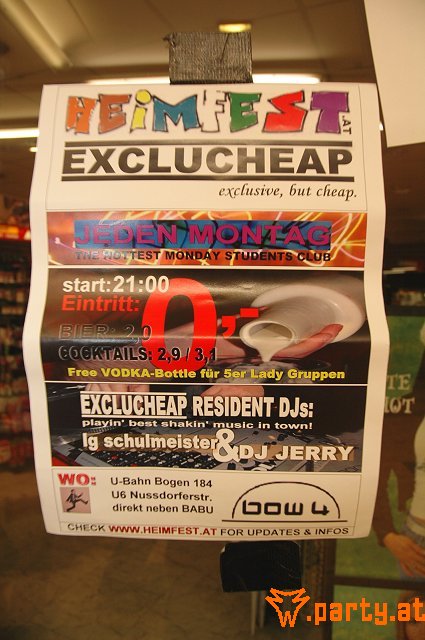 HEiMFEST.AT
EXCLUCHEAP
exclusive, but cheap.
JEDEN MONTAG
THE HOTTEST MONDAY STUDENTS CLUB
start: 21:00
Eintritt: 0,-
BIER: 2,0
COCKTAILS: 2,9 / 3,1
Free VODKA-Bottle für 5er Lady Gruppen
EXCLUCHEAP RESIDENT DJs:
playin' best shakin' music in town!
lg schulmeister & DJ JERRY
WO:
U-Bahn Bogen 184
U6 Nussdorferstr.
direkt neben BABU
bow 4
CHECK WWW.HEIMFEST.AT FOR UPDATES & INFOS
.party.at